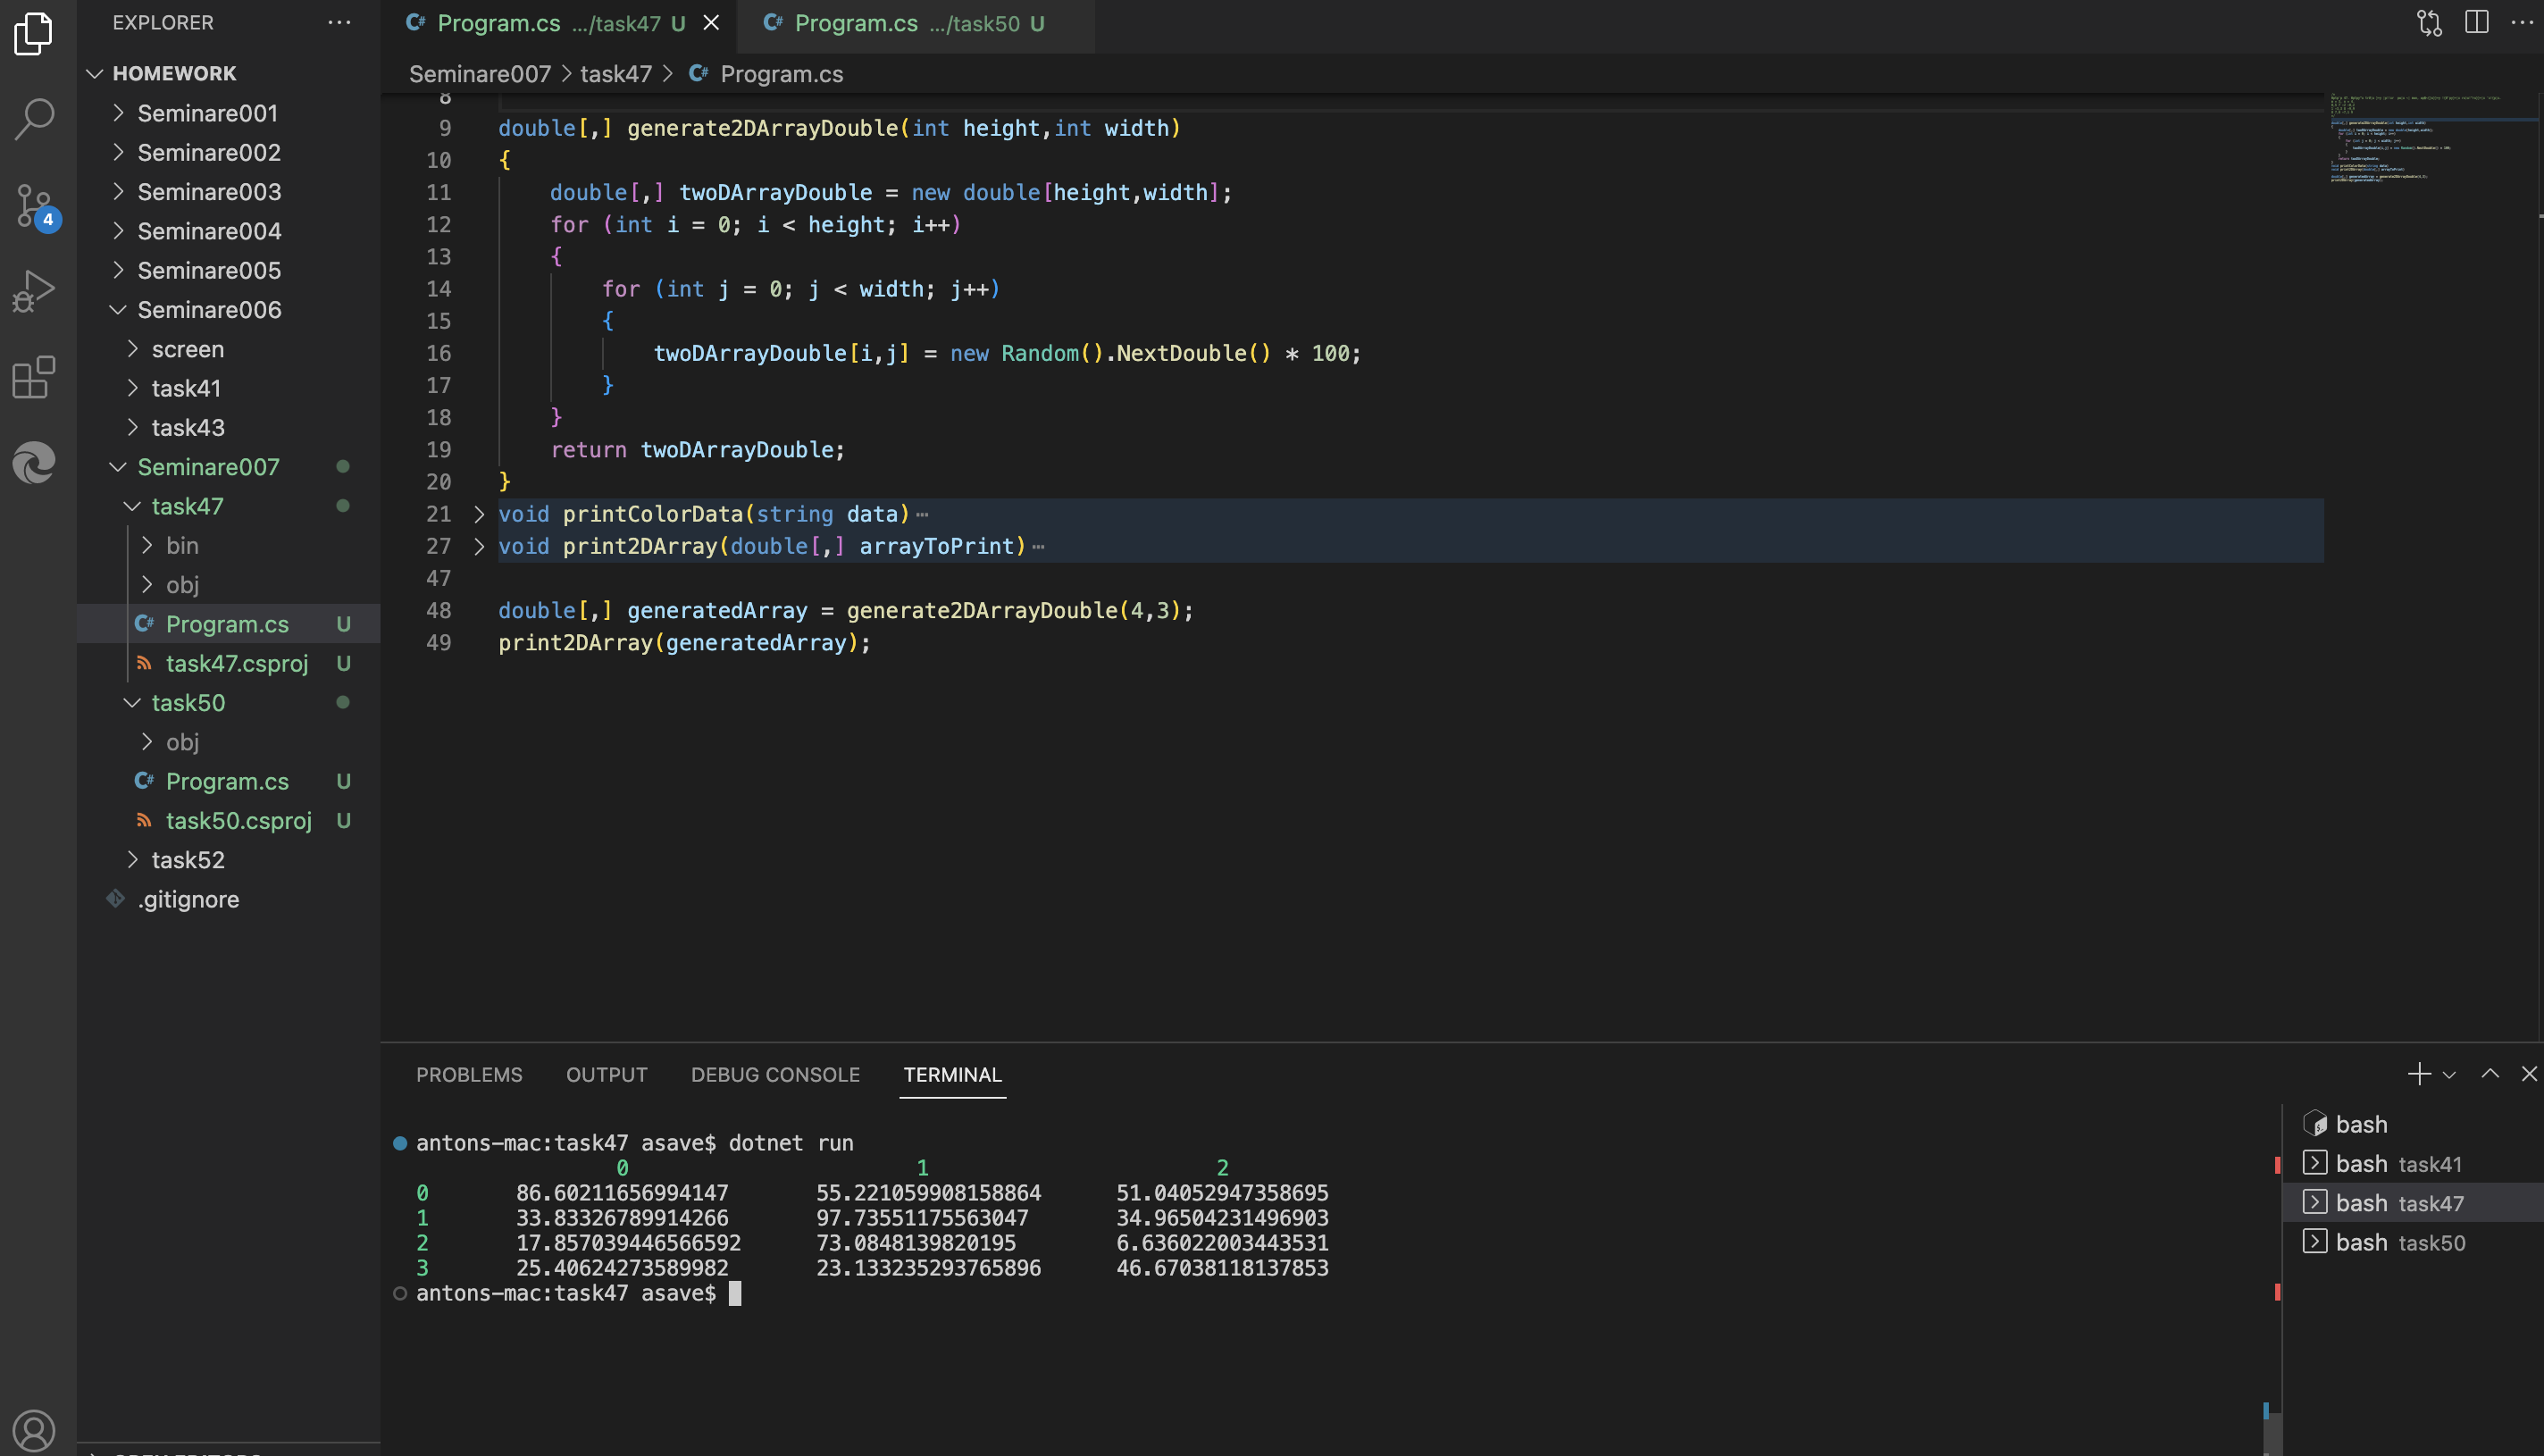 EXPLORER
HOMEWORK
Seminare001
Seminare002
Seminare003
Seminare004
Seminare005
Seminare006
screen
task41
task43
Seminare007
task47
bin
obj
Program.cs U
task47.csproj U
task50
obj
Program.cs U
task50.csproj U
task52
.gitignore
4
Program.cs .../task47 U
Program.cs .../task50 U
Seminare007 > task47 > Program.cs
8
9 double[,] generate2DArrayDouble(int height,int width)
10 {
11 double[,] twoDArrayDouble = new double[height,width];
12 for (int i = 0; i < height; i++)
13 {
14 for (int j = 0; j < width; j++)
15 {
16 twoDArrayDouble[i,j] = new Random().NextDouble() * 100;
17 }
18 }
19 return twoDArrayDouble;
20 }
21 void printColorData(string data)
27 void print2DArray(double[,] arrayToPrint)
47
48 double[,] generatedArray = generate2DArrayDouble(4,3);
49 print2DArray(generatedArray);
PROBLEMS OUTPUT DEBUG CONSOLE TERMINAL
antons-mac:task47 asave$ dotnet run
0 1 2
0 86.60211656994147 55.221059908158864 51.04052947358695
1 33.83326789914266 97.73551175563047 34.96504231496903
2 17.857039446566592 73.0848139820195 6.636022003443531
3 25.40624273589982 23.133235293765896 46.67038118137853
antons-mac:task47 asave$
bash
bash task41
bash task47
bash task50